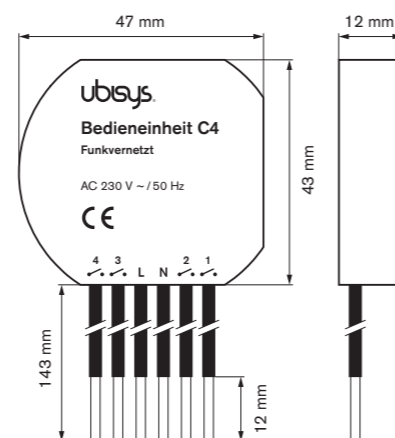 47 mm
12 mm
ubisys.
Bedieneinheit C4
Funkvernetzt
AC 230 V ~ / 50 Hz
CE
43 mm
4 3 L N 2 1
143 mm
12 mm